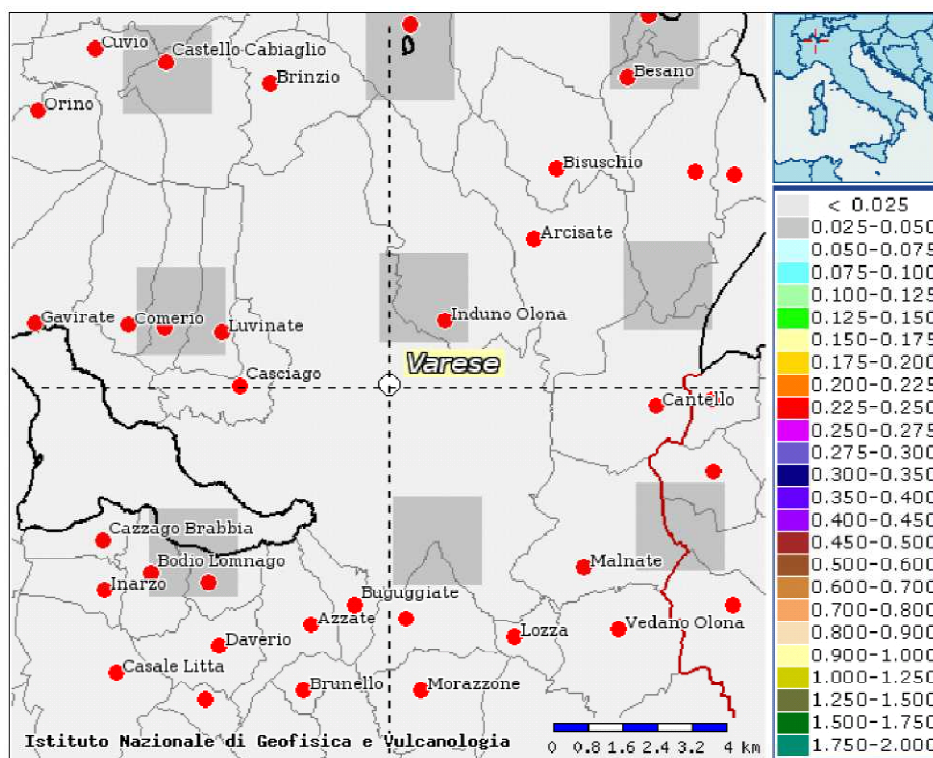 Cuvio
Castello Cabiaglio
Brinzio
Besano
Orino
Bisuschio
Arcisate
Gavirate
Comerio
Luvinate
Induno Olona
Varese
Casciago
Cantello
Cazzago Brabbia
Bodio Lomnago
Inarzo
Malnate
Buguggiate
Azzate
Daverio
Lozza
Vedano Olona
Casale Litta
Brunello
Morazzone
Istituto Nazionale di Geofisica e Vulcanologia
0 0.8 1.6 2.4 3.2 4 km
< 0.025
0.025-0.050
0.050-0.075
0.075-0.100
0.100-0.125
0.125-0.150
0.150-0.175
0.175-0.200
0.200-0.225
0.225-0.250
0.250-0.275
0.275-0.300
0.300-0.350
0.350-0.400
0.400-0.450
0.450-0.500
0.500-0.600
0.600-0.700
0.700-0.800
0.800-0.900
0.900-1.000
1.000-1.250
1.250-1.500
1.500-1.750
1.750-2.000